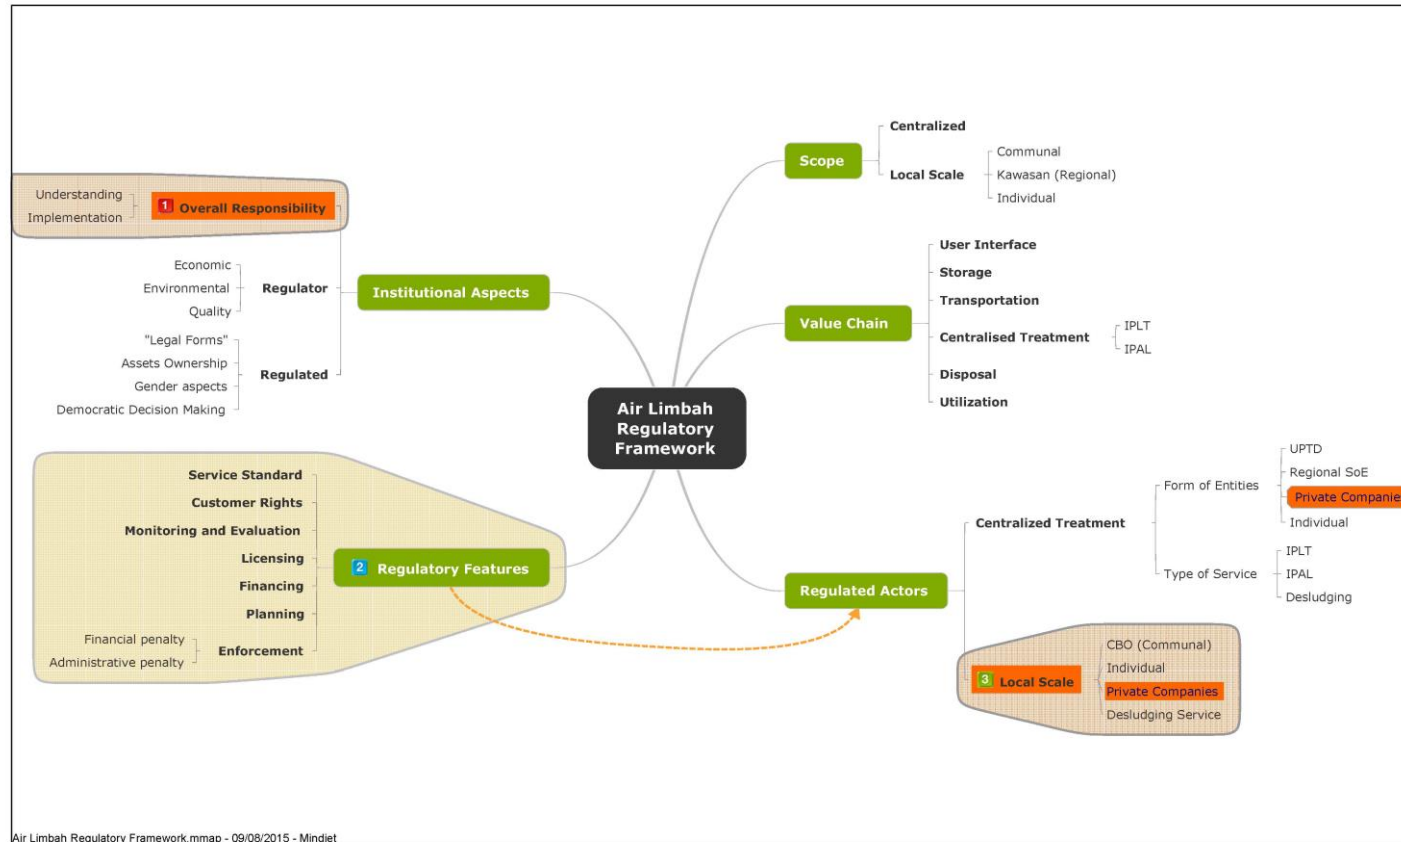 Air Limbah
Regulatory
Framework
Scope
Centralized
Local Scale
Communal
Kawasan (Regional)
Individual
Value Chain
User Interface
Storage
Transportation
Centralised Treatment
IPLT
IPAL
Disposal
Utilization
Regulated Actors
Centralized Treatment
Form of Entities
UPTD
Regional SoE
Private Companie
Individual
Type of Service
IPLT
IPAL
Desludging
3 Local Scale
CBO (Communal)
Individual
Private Companies
Desludging Service
Institutional Aspects
1 Overall Responsibility
Understanding
Implementation
Regulator
Economic
Environmental
Quality
Regulated
"Legal Forms"
Assets Ownership
Gender aspects
Democratic Decision Making
2 Regulatory Features
Service Standard
Customer Rights
Monitoring and Evaluation
Licensing
Financing
Planning
Enforcement
Financial penalty
Administrative penalty
Air Limbah Regulatory Framework.mmap - 09/08/2015 - Mindjet